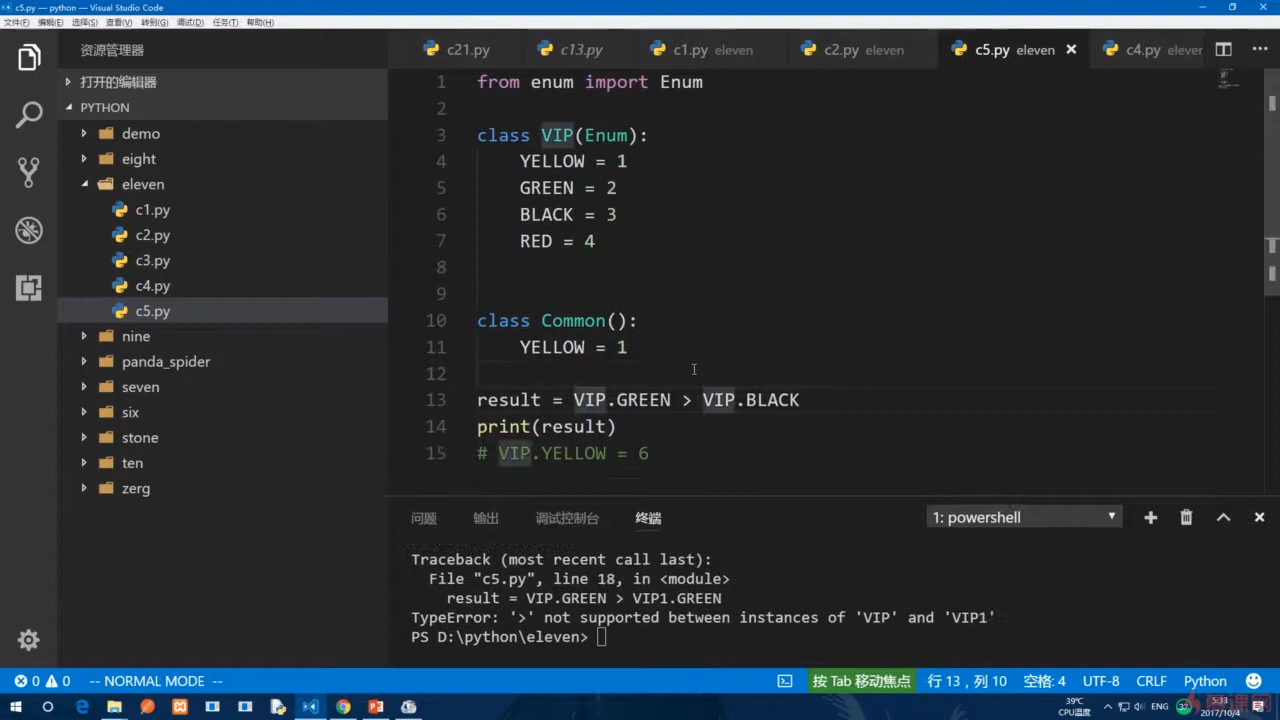 c5.py — python — Visual Studio Code
文件(F) 编辑(E) 选择(S) 查看(V) 转到(G) 调试(D) 任务(T) 帮助(H)
资源管理器
c21.py
c13.py
c1.py eleven
c2.py eleven
c5.py eleven
c4.py eleven
打开的编辑器
PYTHON
demo
eight
eleven
c1.py
c2.py
c3.py
c4.py
c5.py
nine
panda_spider
seven
six
stone
ten
zerg
1 from enum import Enum
2
3 class VIP(Enum):
4 YELLOW = 1
5 GREEN = 2
6 BLACK = 3
7 RED = 4
8
9
10 class Common():
11 YELLOW = 1
12
13 result = VIP.GREEN > VIP.BLACK
14 print(result)
15 # VIP.YELLOW = 6
问题 输出 调试控制台 终端
1: powershell
Traceback (most recent call last):
File "c5.py", line 18, in <module>
result = VIP.GREEN > VIP1.GREEN
TypeError: '>' not supported between instances of 'VIP' and 'VIP1'
PS D:\python\eleven>
0 0 -- NORMAL MODE -- 按 Tab 移动焦点 行 13，列 10 空格: 4 UTF-8 CRLF Python
39℃
CPU温度
ENG
5:33
2017/10/4